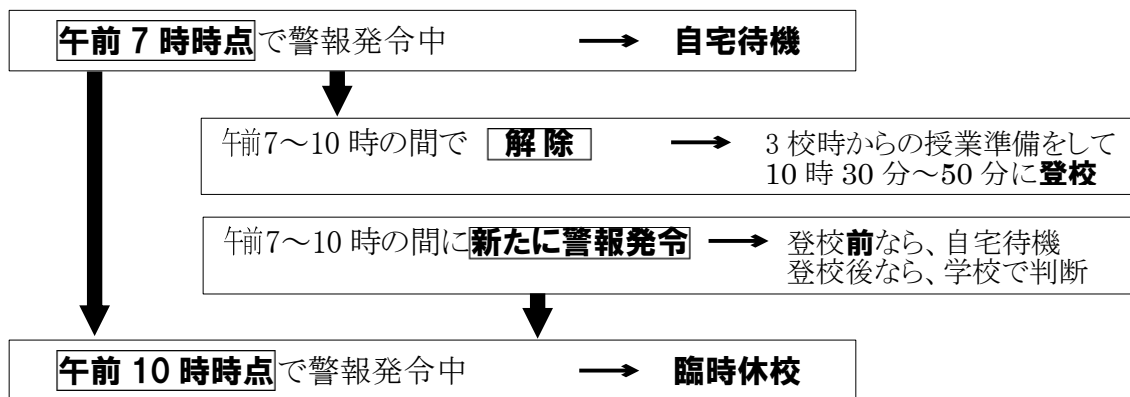 午前7時時点で警報発令中 → 自宅待機
午前7～10時の間で 解除 → 3校時からの授業準備をして
10時30分～50分に登校
午前7～10時の間に新たに警報発令 → 登校前なら、自宅待機
登校後なら、学校で判断
午前10時時点で警報発令中 → 臨時休校